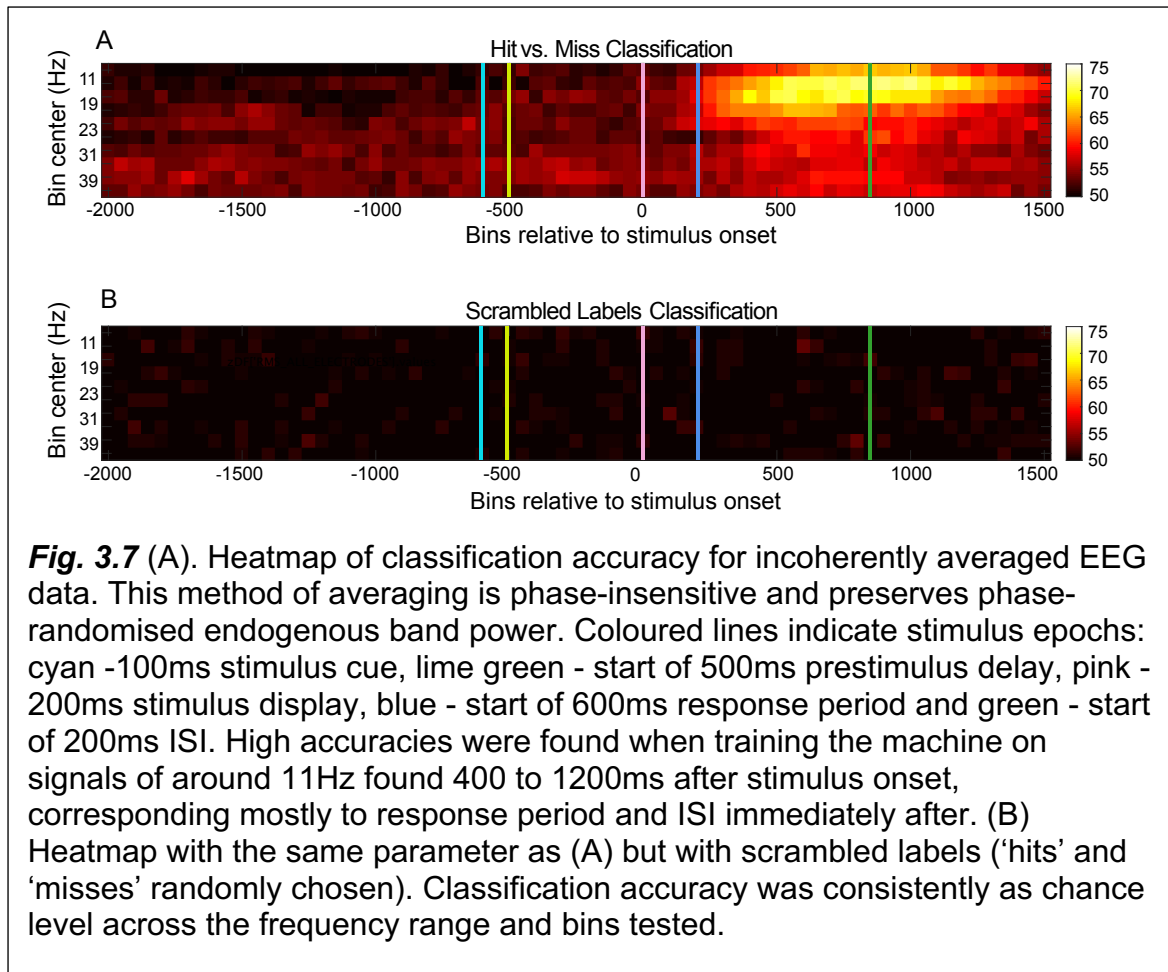 A
Hit vs. Miss Classification
Bin center (Hz)
11
19
23
31
39
-2000 -1500 -1000 -500 0 500 1000 1500
Bins relative to stimulus onset
75
70
65
60
55
50
B
Scrambled Labels Classification
Bin center (Hz)
11
19
23
31
39
-2000 -1500 -1000 -500 0 500 1000 1500
Bins relative to stimulus onset
75
70
65
60
55
50
Fig. 3.7 (A). Heatmap of classification accuracy for incoherently averaged EEG
data. This method of averaging is phase-insensitive and preserves phase-
randomised endogenous band power. Coloured lines indicate stimulus epochs:
cyan -100ms stimulus cue, lime green - start of 500ms prestimulus delay, pink -
200ms stimulus display, blue - start of 600ms response period and green - start
of 200ms ISI. High accuracies were found when training the machine on
signals of around 11Hz found 400 to 1200ms after stimulus onset,
corresponding mostly to response period and ISI immediately after. (B)
Heatmap with the same parameter as (A) but with scrambled labels (‘hits’ and
‘misses’ randomly chosen). Classification accuracy was consistently as chance
level across the frequency range and bins tested.